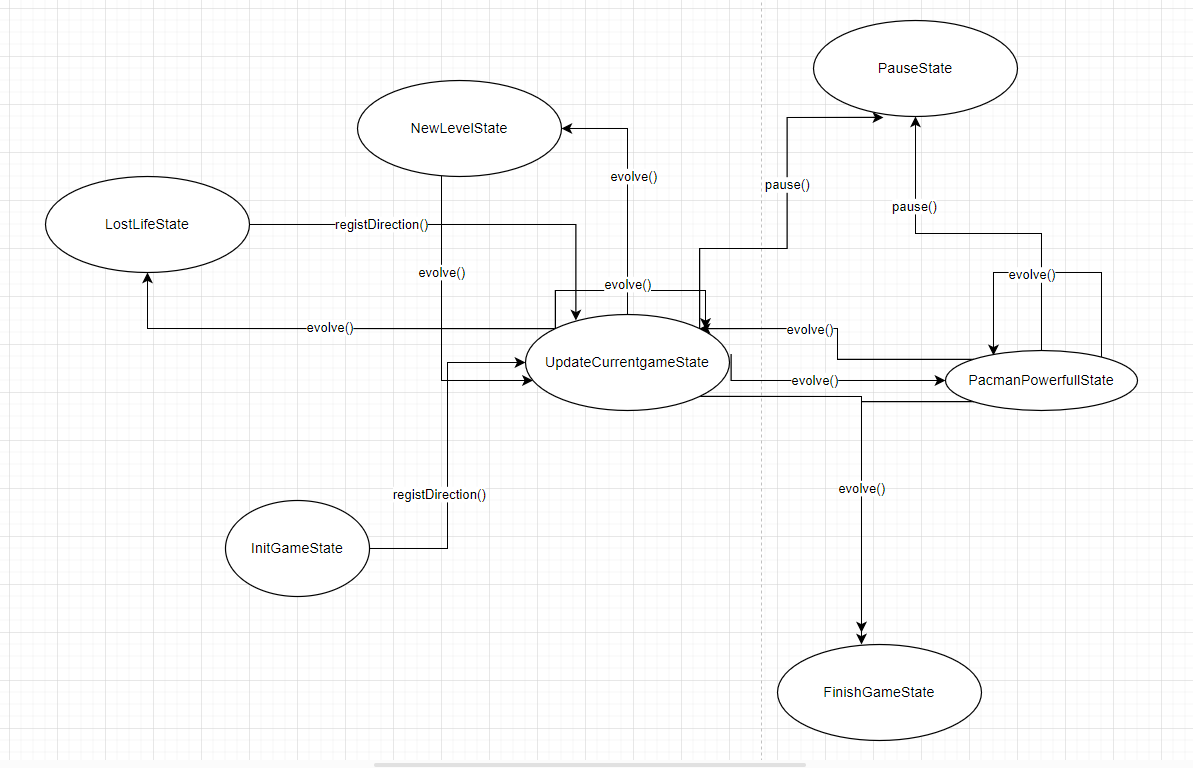 PauseState
NewLevelState
evolve()
pause()
pause()
LostLifeState
registDirection()
evolve()
evolve()
evolve()
evolve()
evolve()
UpdateCurrentgameState
PacmanPowerfullState
evolve()
evolve()
registDirection()
evolve()
InitGameState
FinishGameState